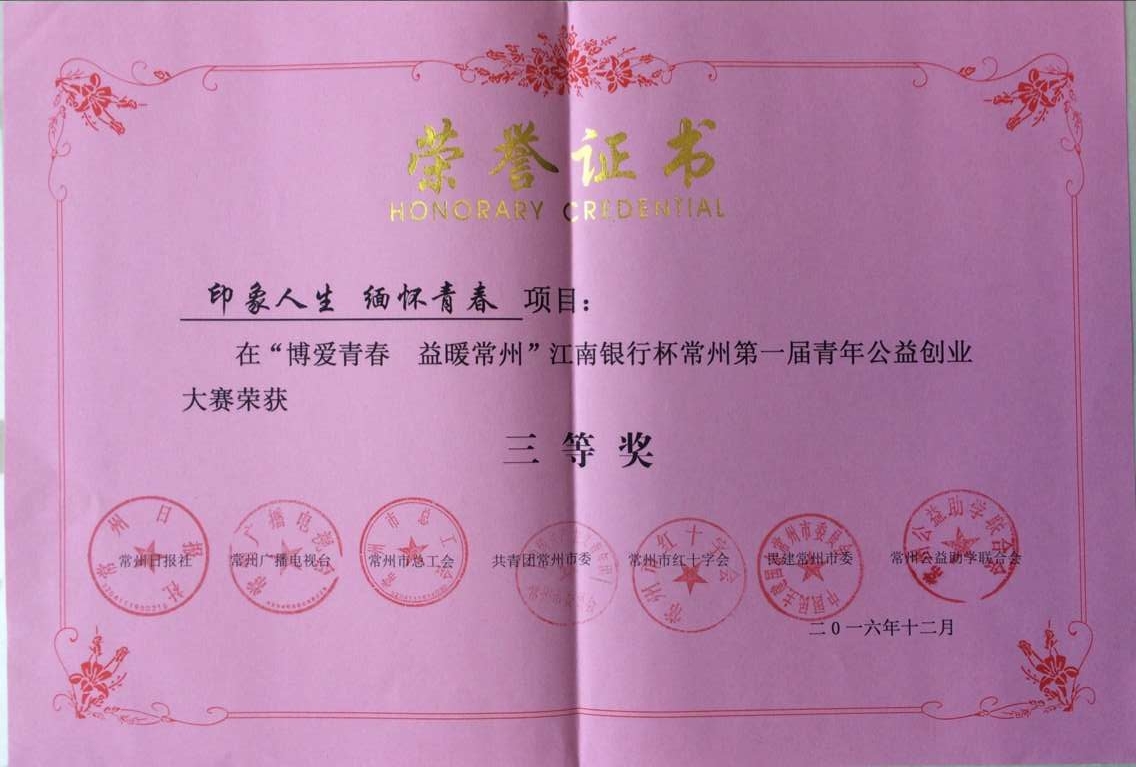 荣誉证书
HONORARY CREDENTIAL
印象人生 缅怀青春 项目：
在“博爱青春 益暖常州”江南银行杯常州第一届青年公益创业
大赛荣获
三等奖
常州日报社 常州广播电视台 常州市总工会 共青团常州市委 常州市红十字会 民建常州市委 常州公益助学联合会
二0一六年十二月